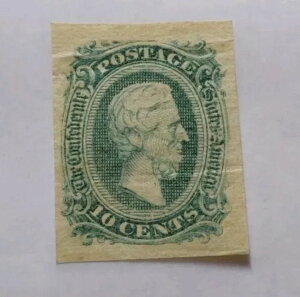 POSTAGE
The Confederate
States of America
10 CENTS